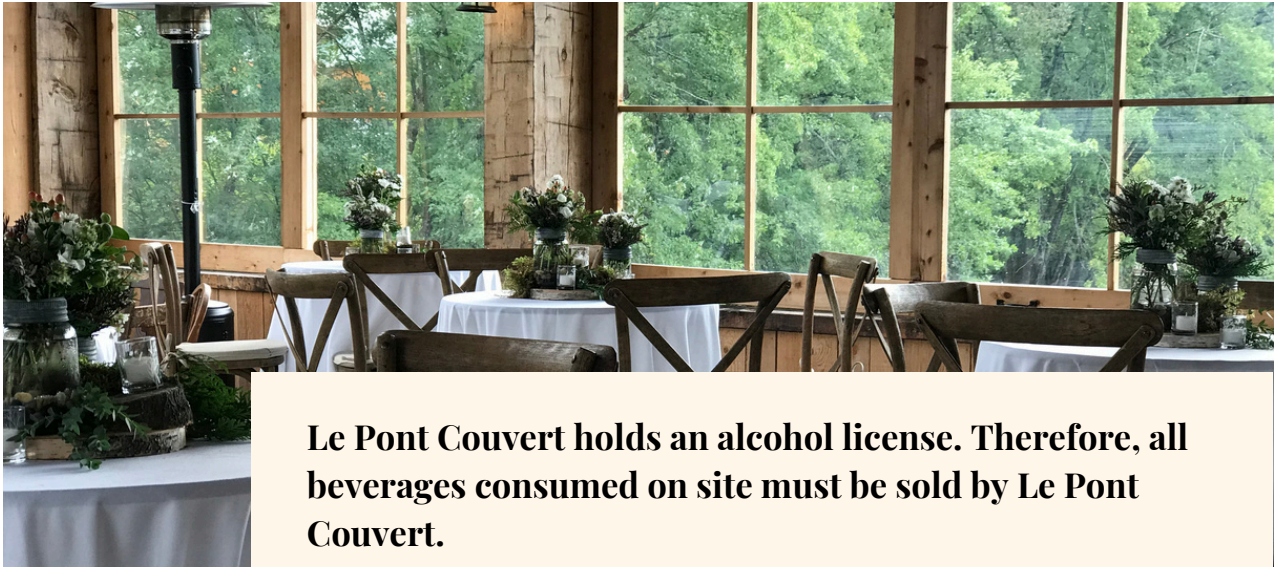 Le Pont Couvert holds an alcohol license. Therefore, all
beverages consumed on site must be sold by Le Pont
Couvert.